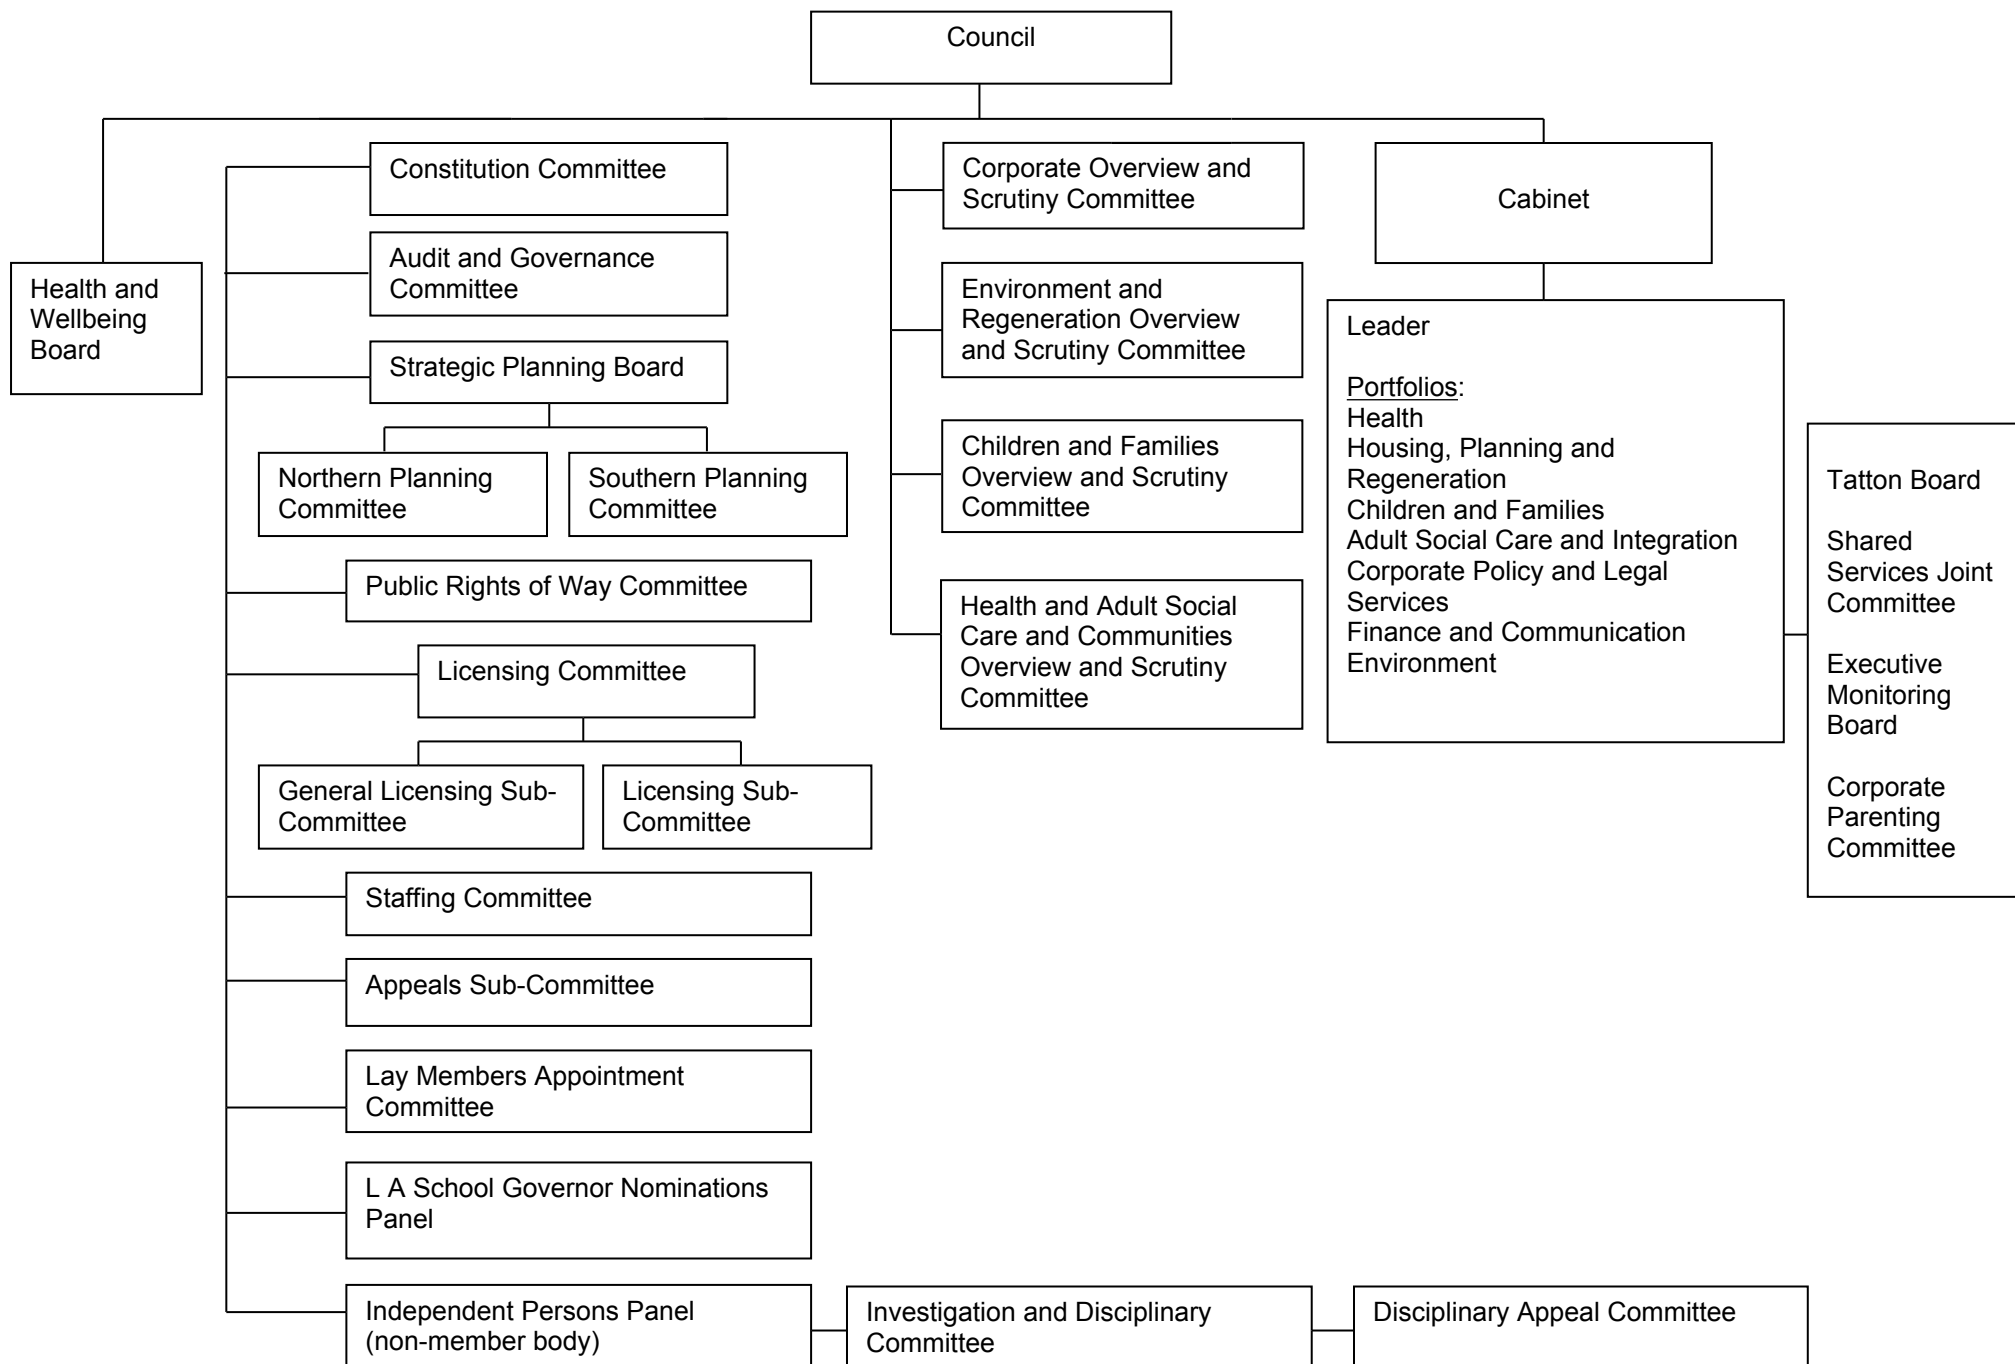 Council
Health and
Wellbeing
Board
Constitution Committee
Audit and Governance
Committee
Strategic Planning Board
Northern Planning
Committee
Southern Planning
Committee
Public Rights of Way Committee
Licensing Committee
General Licensing Sub-
Committee
Licensing Sub-
Committee
Staffing Committee
Appeals Sub-Committee
Lay Members Appointment
Committee
L A School Governor Nominations
Panel
Independent Persons Panel
(non-member body)
Investigation and Disciplinary
Committee
Disciplinary Appeal Committee
Corporate Overview and
Scrutiny Committee
Environment and
Regeneration Overview
and Scrutiny Committee
Children and Families
Overview and Scrutiny
Committee
Health and Adult Social
Care and Communities
Overview and Scrutiny
Committee
Cabinet
Leader
Portfolios:
Health
Housing, Planning and
Regeneration
Children and Families
Adult Social Care and Integration
Corporate Policy and Legal
Services
Finance and Communication
Environment
Tatton Board
Shared
Services Joint
Committee
Executive
Monitoring
Board
Corporate
Parenting
Committee